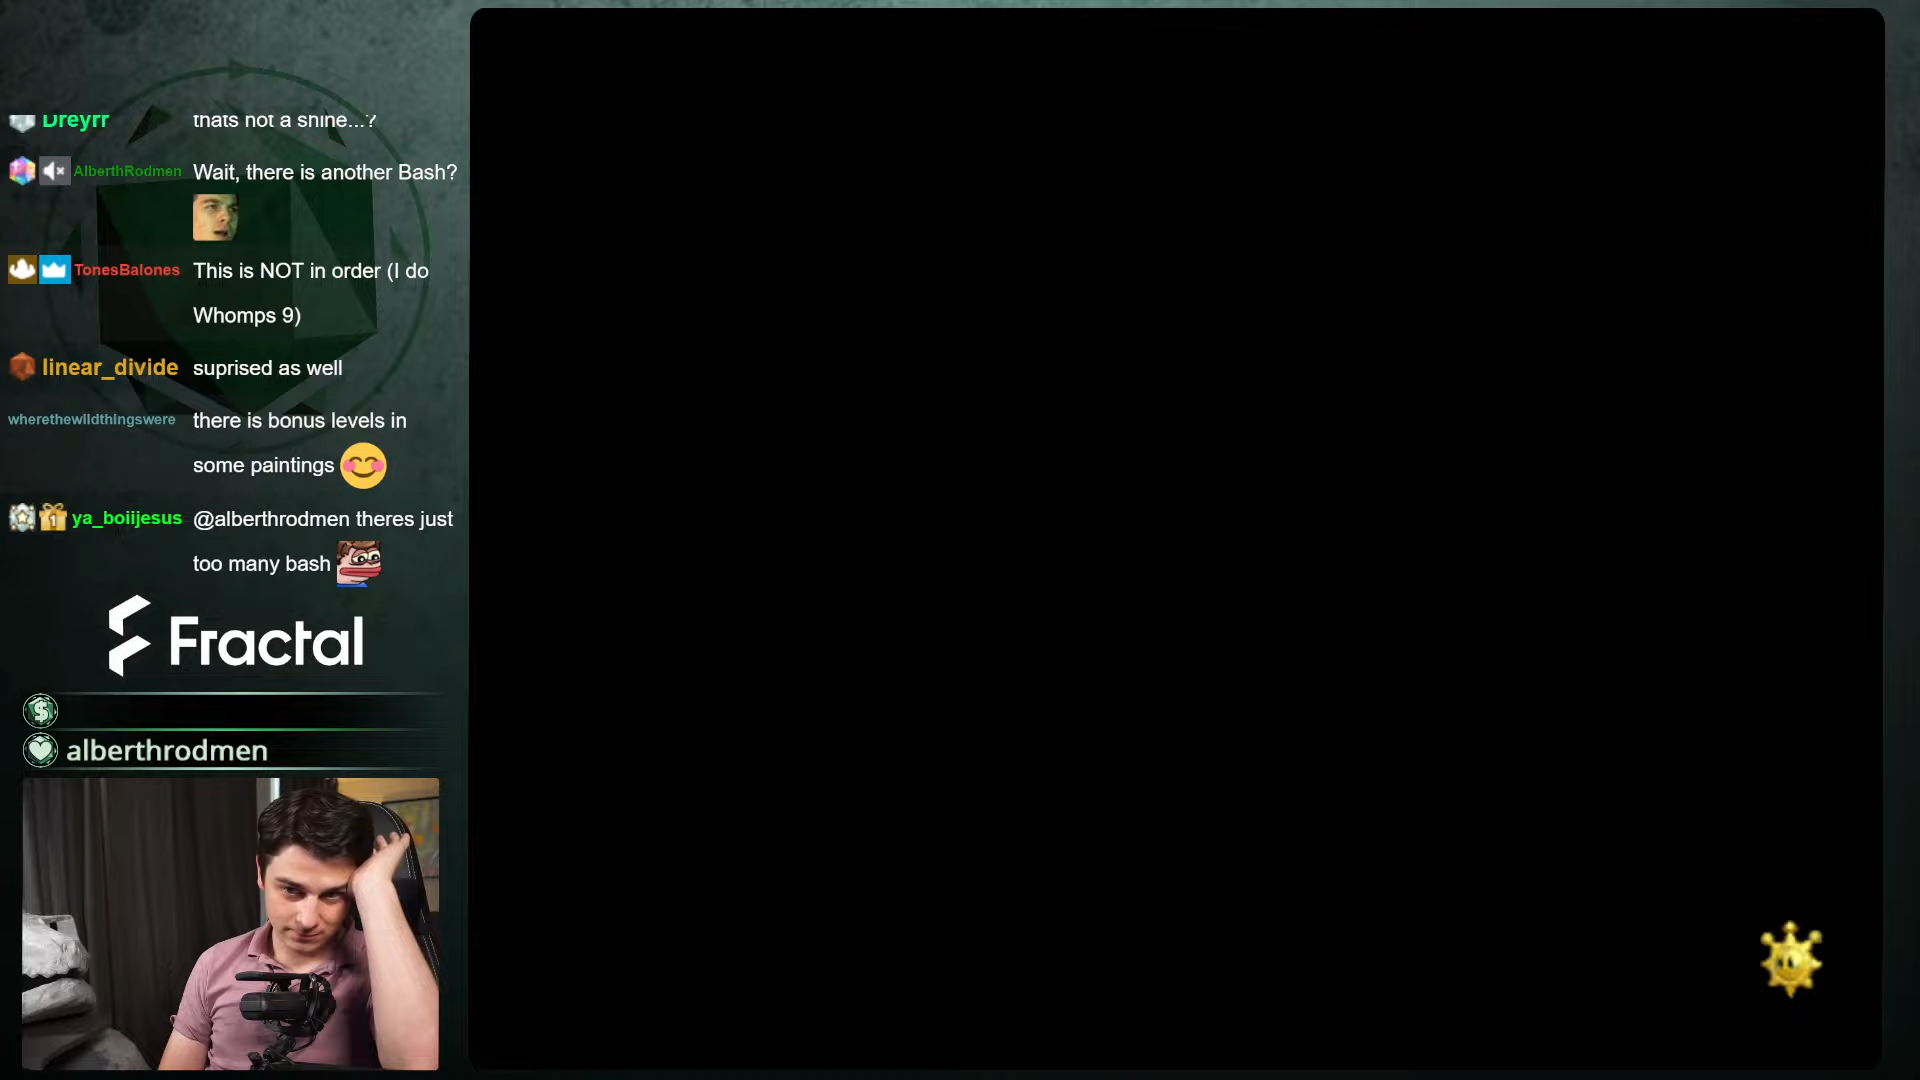 Dreyrr thats not a shine...?
AlberthRodmen Wait, there is another Bash?
TonesBalones This is NOT in order (I do
Whomps 9)
linear_divide suprised as well
wherethewildthingswere there is bonus levels in
some paintings
1 ya_boiijesus @alberthrodmen theres just
too many bash
Fractal
$
alberthrodmen